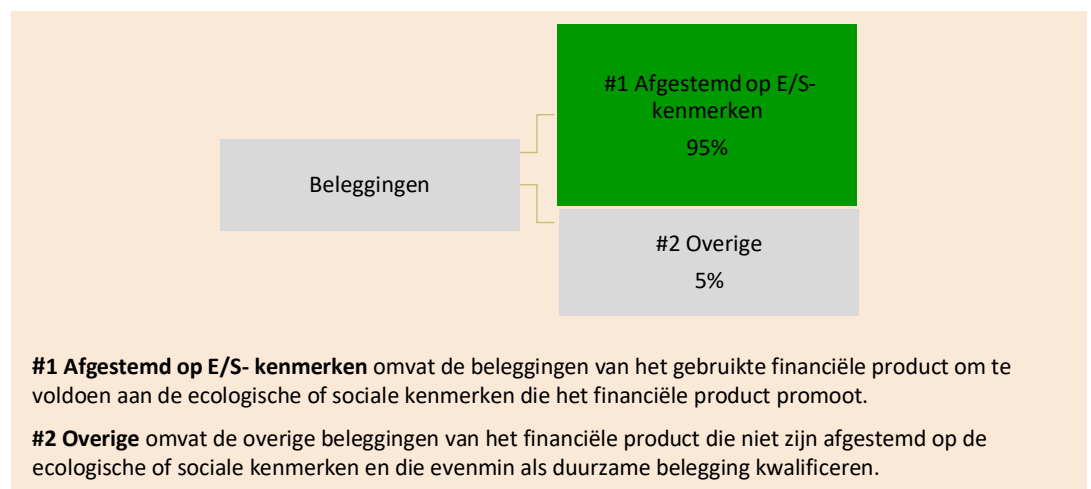 #1 Afgestemd op E/S-
kenmerken
95%
Beleggingen
#2 Overige
5%
#1 Afgestemd op E/S- kenmerken omvat de beleggingen van het gebruikte financiële product om te
voldoen aan de ecologische of sociale kenmerken die het financiële product promoot.
#2 Overige omvat de overige beleggingen van het financiële product die niet zijn afgestemd op de
ecologische of sociale kenmerken en die evenmin als duurzame belegging kwalificeren.